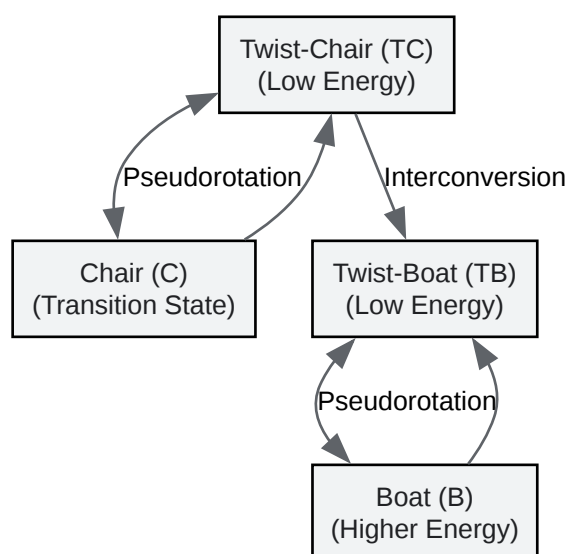 Twist-Chair (TC)
(Low Energy)
Pseudorotation
Interconversion
Chair (C)
(Transition State)
Twist-Boat (TB)
(Low Energy)
Pseudorotation
Boat (B)
(Higher Energy)